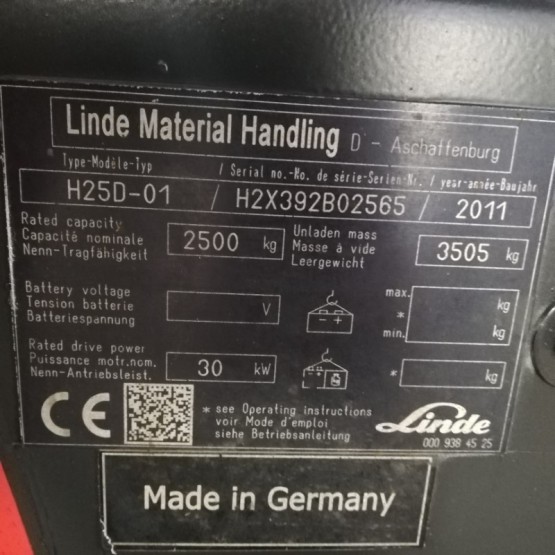 Linde Material Handling D - Aschaffenburg
Type-Modèle-Typ / Serial no.-No. de série-Serien-Nr. / year-année-Baujahr
H25D-01 / H2X392B02565 / 2011
Rated capacity
Capacité nominale
Nenn-Tragfähigkeit
2500 kg
Unladen mass
Masse à vide
Leergewicht
3505 kg
Battery voltage
Tension batterie
Batteriespannung
V
- +
max.
*
min.
kg
kg
Rated drive power
Puissance motr.nom.
Nenn-Antriebsleist.
30 kW
* kg
CE
* see Operating instructions
voir Mode d'emploi
siehe Betriebsanleitung
Linde
000 938 45 25
Made in Germany